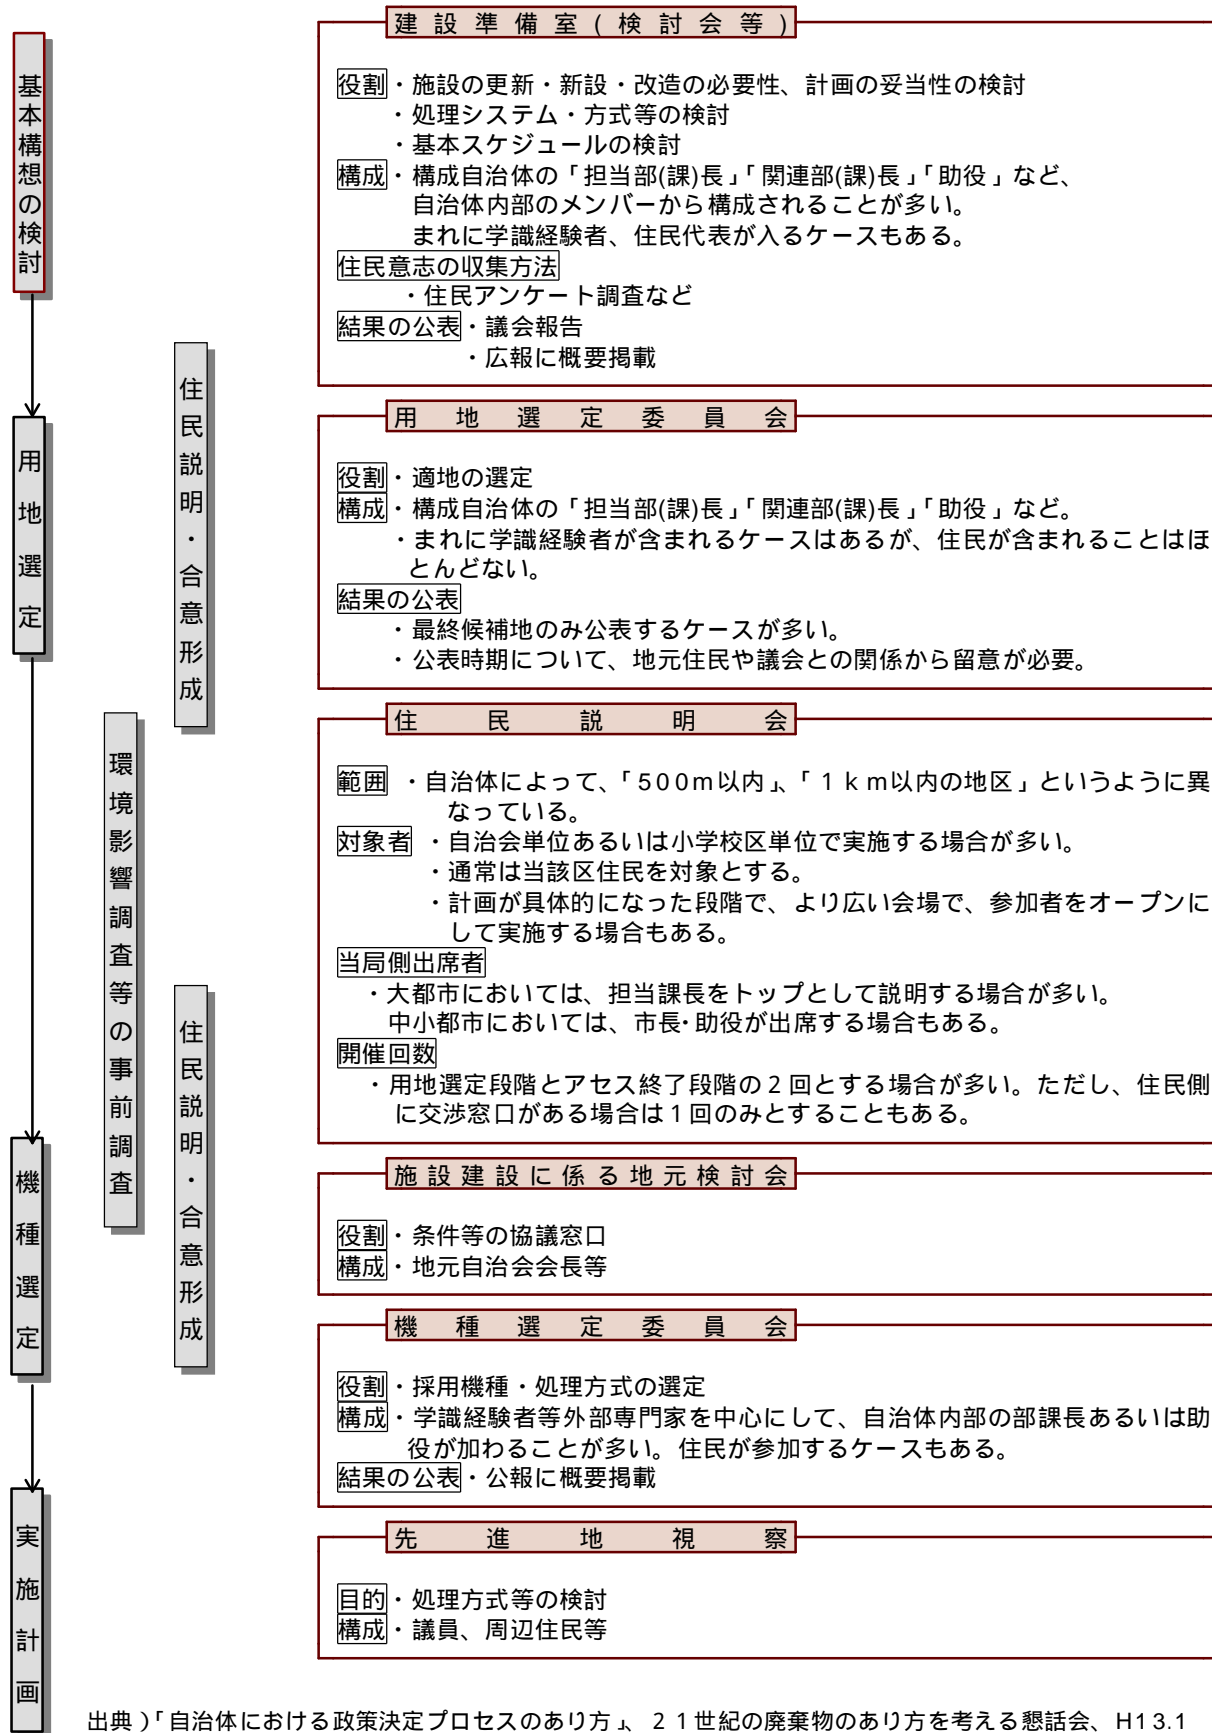 基本構想の検討
用地選定
機種選定
実施計画
住民説明・合意形成
環境影響調査等の事前調査
住民説明・合意形成
建設準備室(検討会等)
役割・施設の更新・新設・改造の必要性、計画の妥当性の検討
・処理システム・方式等の検討
・基本スケジュールの検討
構成・構成自治体の「担当部(課)長」「関連部(課)長」「助役」など、
自治体内部のメンバーから構成されることが多い。
まれに学識経験者、住民代表が入るケースもある。
住民意志の収集方法
・住民アンケート調査など
結果の公表・議会報告
・広報に概要掲載
用地選定委員会
役割・適地の選定
構成・構成自治体の「担当部(課)長」「関連部(課)長」「助役」など。
・まれに学識経験者が含まれるケースはあるが、住民が含まれることはほ
とんどない。
結果の公表
・最終候補地のみ公表するケースが多い。
・公表時期について、地元住民や議会との関係から留意が必要。
住民説明会
範囲 ・自治体によって、「500m以内」、「1km以内の地区」というように異
なっている。
対象者 ・自治会単位あるいは小学校区単位で実施する場合が多い。
・通常は当該区住民を対象とする。
・計画が具体的になった段階で、より広い会場で、参加者をオープンに
して実施する場合もある。
当局側出席者
・大都市においては、担当課長をトップとして説明する場合が多い。
中小都市においては、市長・助役が出席する場合もある。
開催回数
・用地選定段階とアセス終了段階の2回とする場合が多い。ただし、住民側
に交渉窓口がある場合は1回のみとすることもある。
施設建設に係る地元検討会
役割・条件等の協議窓口
構成・地元自治会会長等
機種選定委員会
役割・採用機種・処理方式の選定
構成・学識経験者等外部専門家を中心にして、自治体内部の部課長あるいは助
役が加わることが多い。住民が参加するケースもある。
結果の公表・公報に概要掲載
先進地視察
目的・処理方式等の検討
構成・議員、周辺住民等
出典)「自治体における政策決定プロセスのあり方」、21世紀の廃棄物のあり方を考える懇話会、H13.1